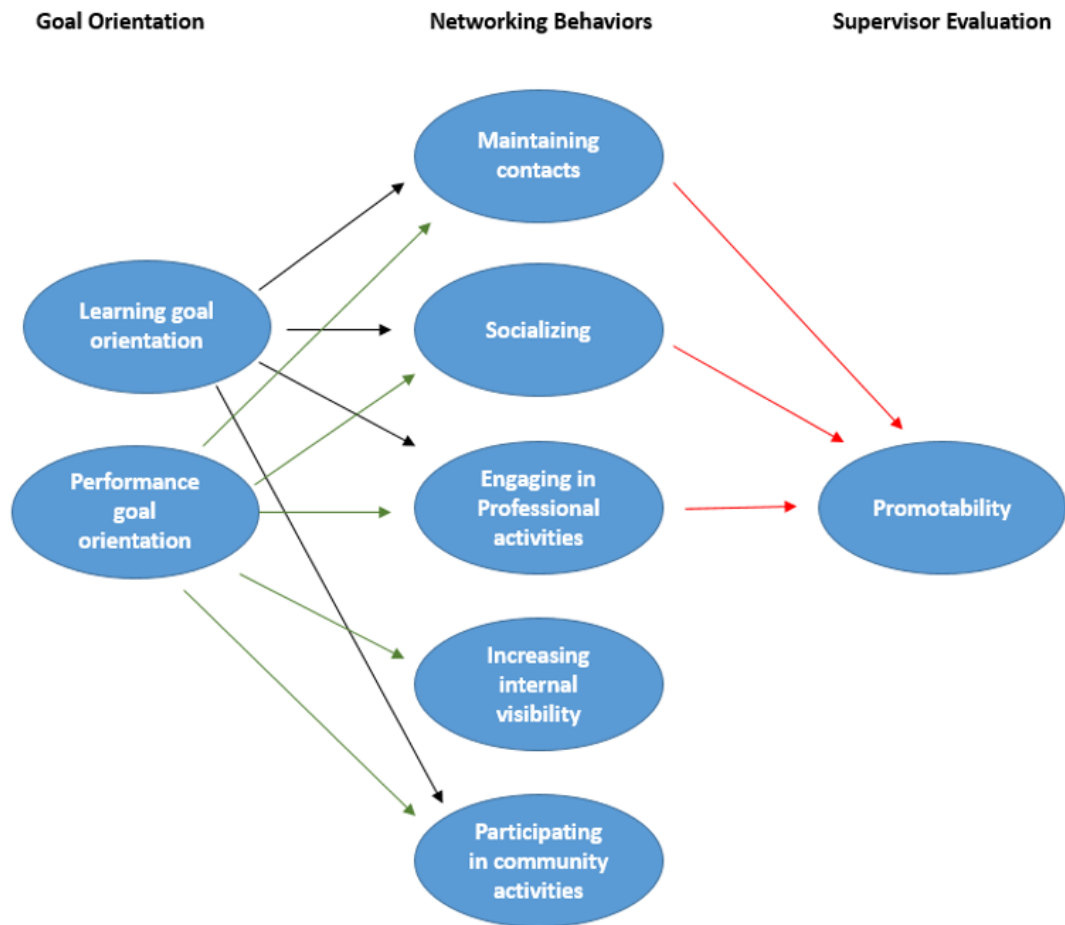 Goal Orientation
Networking Behaviors
Supervisor Evaluation
Maintaining
contacts
Learning goal
orientation
Socializing
Performance
goal
orientation
Engaging in
Professional
activities
Promotability
Increasing
internal
visibility
Participating
in community
activities